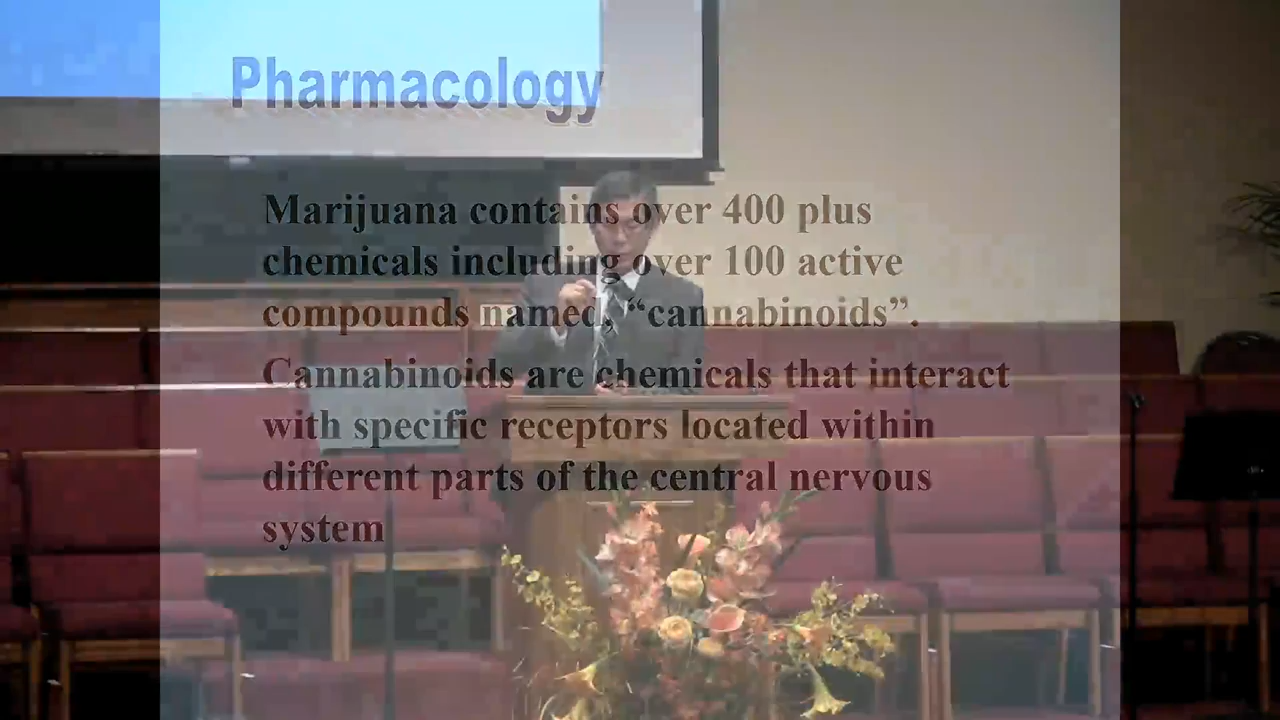 Pharmacology
Marijuana contains over 400 plus
chemicals including over 100 active
compounds named, “cannabinoids”.
Cannabinoids are chemicals that interact
with specific receptors located within
different parts of the central nervous
system